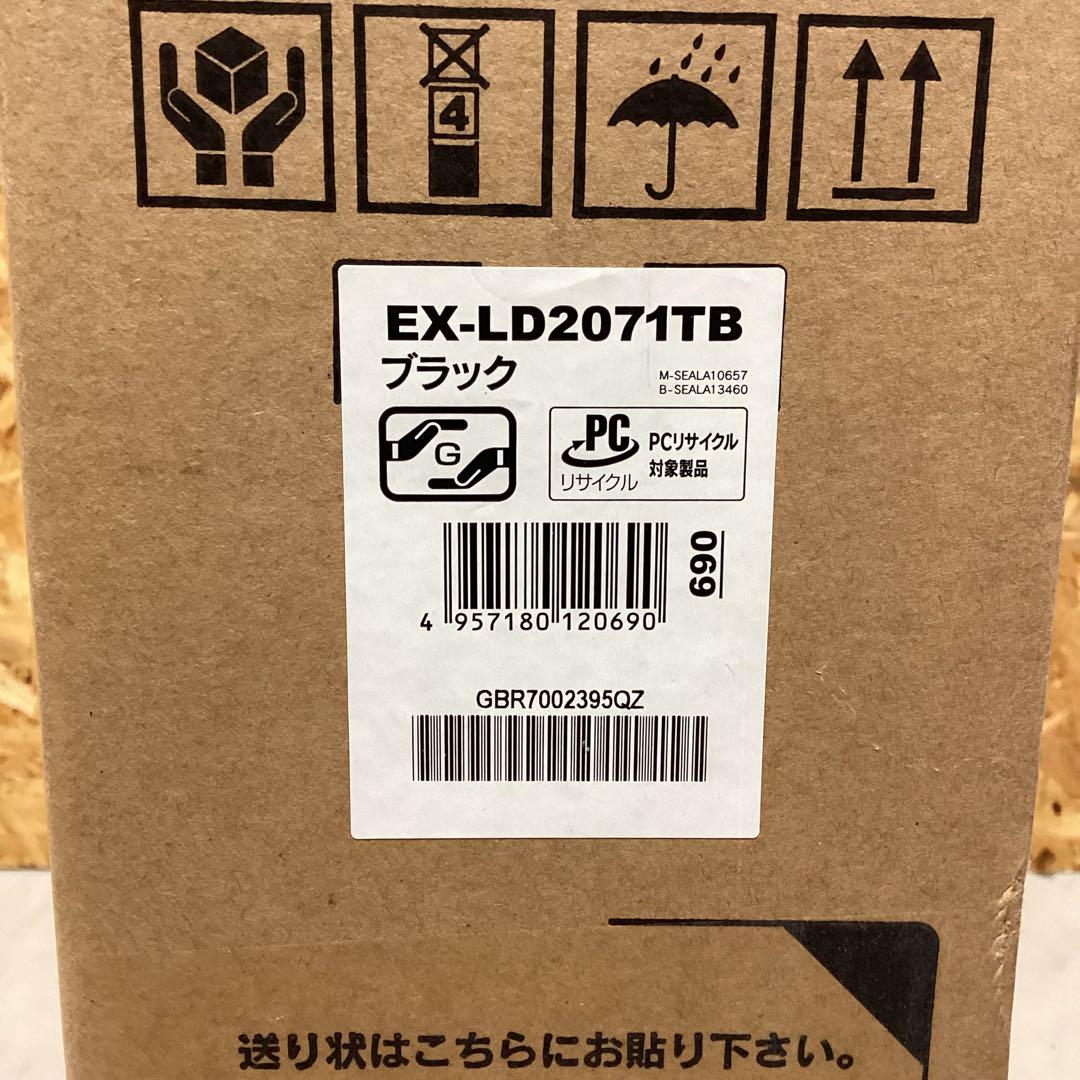 4
EX-LD2071TB
ブラック
M-SEALA10657
B-SEALA13460
G
PC
リサイクル
PCリサイクル
対象製品
690
4 957180 120690
GBR7002395QZ
送り状はこちらにお貼り下さい。